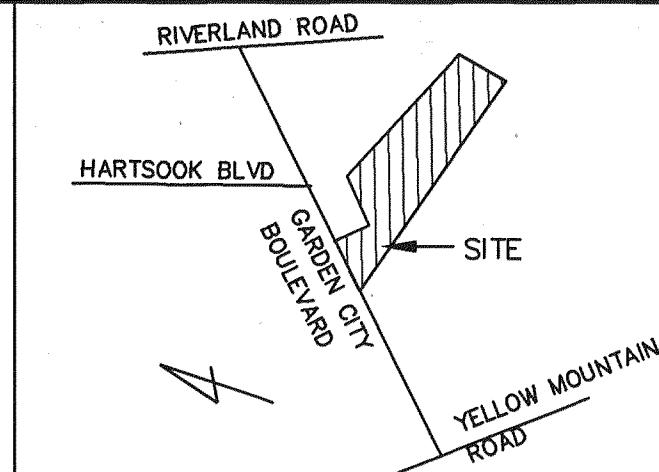 RIVERLAND ROAD
HARTSOOK BLVD
GARDEN CITY
BOULEVARD
SITE
YELLOW MOUNTAIN
ROAD